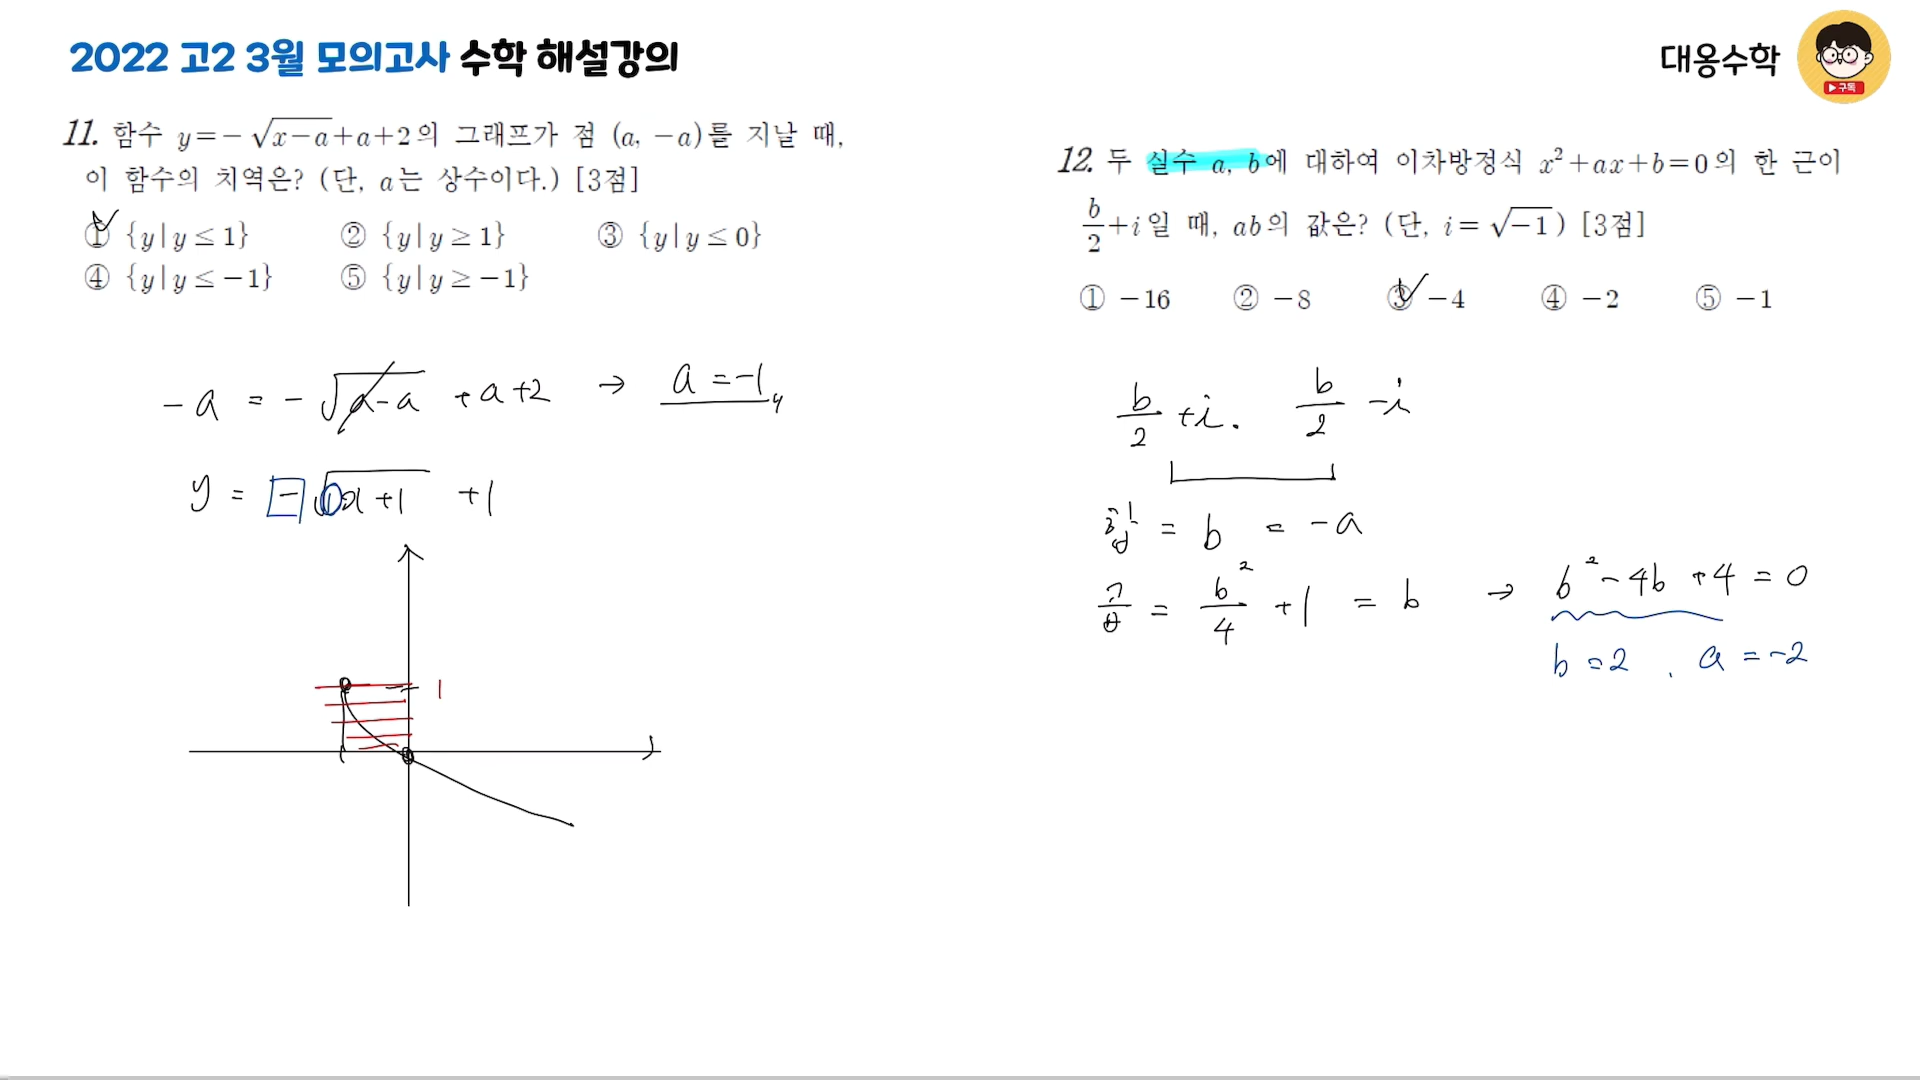 2022 고2 3월 모의고사 수학 해설강의
대옹수학
구독
11. 함수 y=-√(x-a)+a+2의 그래프가 점 (a, -a)를 지날 때,
이 함수의 치역은? (단, a는 상수이다.) [3점]
① {y|y≤1} ② {y|y≥1} ③ {y|y≤0}
④ {y|y≤-1} ⑤ {y|y≥-1}
-a = -√(a-a) +a+2 → a=-1
y = -√(x+1) +1
1
12. 두 실수 a, b에 대하여 이차방정식 x²+ax+b=0의 한 근이
b/2+i일 때, ab의 값은? (단, i=√-1) [3점]
① -16 ② -8 ③ -4 ④ -2 ⑤ -1
b/2 +i. b/2 -i
합 = b = -a
곱 = b²/4 +1 = b → b²-4b+4=0
b=2, a=-2